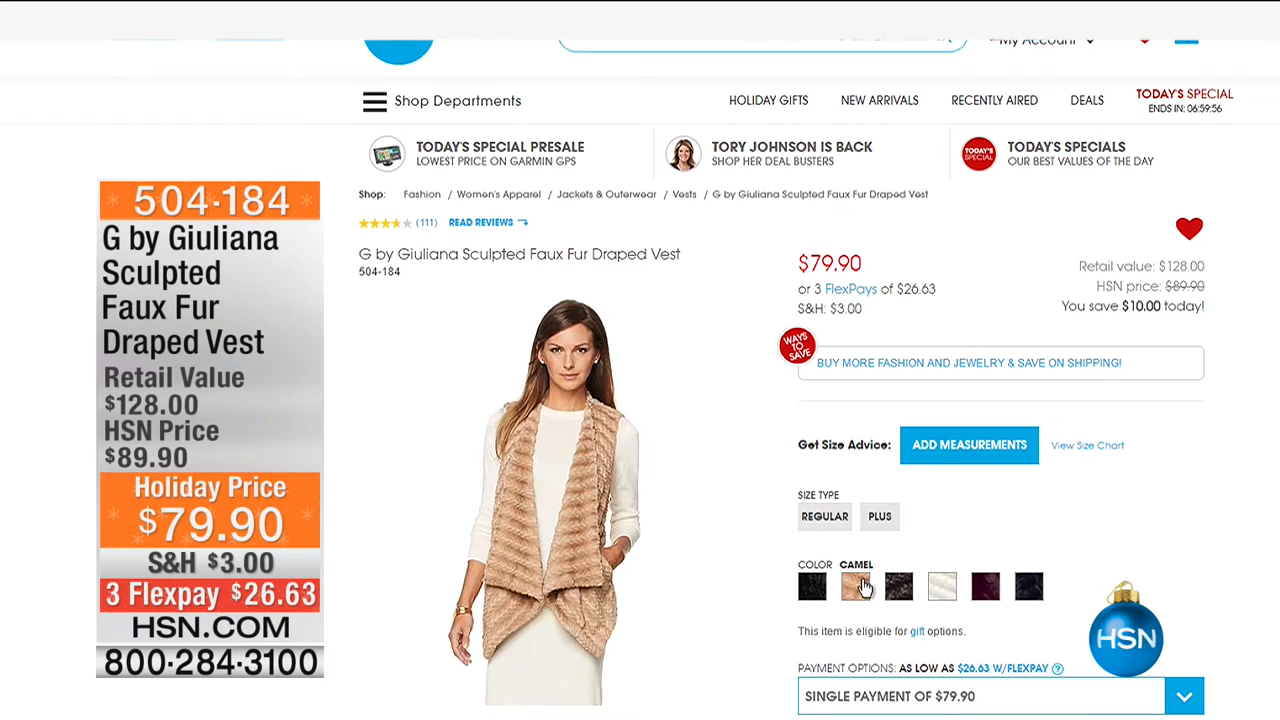 My Account
Shop Departments
HOLIDAY GIFTS
NEW ARRIVALS
RECENTLY AIRED
DEALS
TODAY'S SPECIAL
ENDS IN: 06:59:56
TODAY'S SPECIAL PRESALE
LOWEST PRICE ON GARMIN GPS
TORY JOHNSON IS BACK
SHOP HER DEAL BUSTERS
TODAY'S
SPECIAL
TODAY'S SPECIALS
OUR BEST VALUES OF THE DAY
504-184
G by Giuliana
Sculpted
Faux Fur
Draped Vest
Retail Value
$128.00
HSN Price
$89.90
Holiday Price
$79.90
S&H $3.00
3 Flexpay $26.63
HSN.COM
800-284-3100
Shop: Fashion / Women's Apparel / Jackets & Outerwear / Vests / G by Giuliana Sculpted Faux Fur Draped Vest
(111) READ REVIEWS
G by Giuliana Sculpted Faux Fur Draped Vest
504-184
$79.90
or 3 FlexPays of $26.63
S&H: $3.00
Retail value: $128.00
HSN price: $89.90
You save $10.00 today!
WAYS
TO
SAVE
BUY MORE FASHION AND JEWELRY & SAVE ON SHIPPING!
Get Size Advice: ADD MEASUREMENTS View Size Chart
SIZE TYPE
REGULAR PLUS
COLOR CAMEL
This item is eligible for gift options.
HSN
PAYMENT OPTIONS: AS LOW AS $26.63 W/FLEXPAY ?
SINGLE PAYMENT OF $79.90